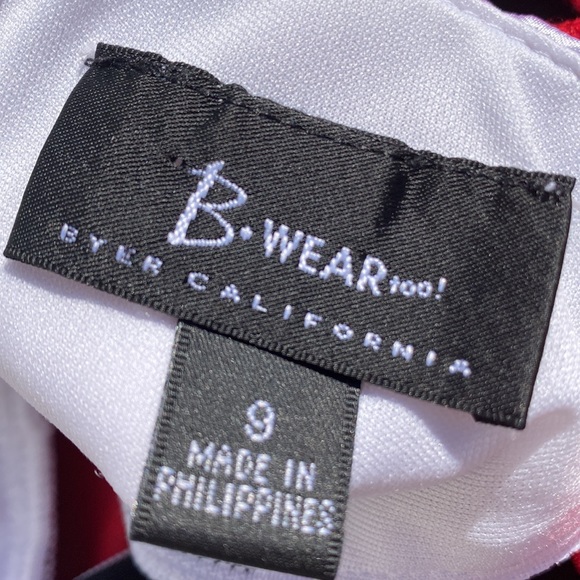 B•WEAR too!
BYER CALIFORNIA
9
MADE IN
PHILIPPINES